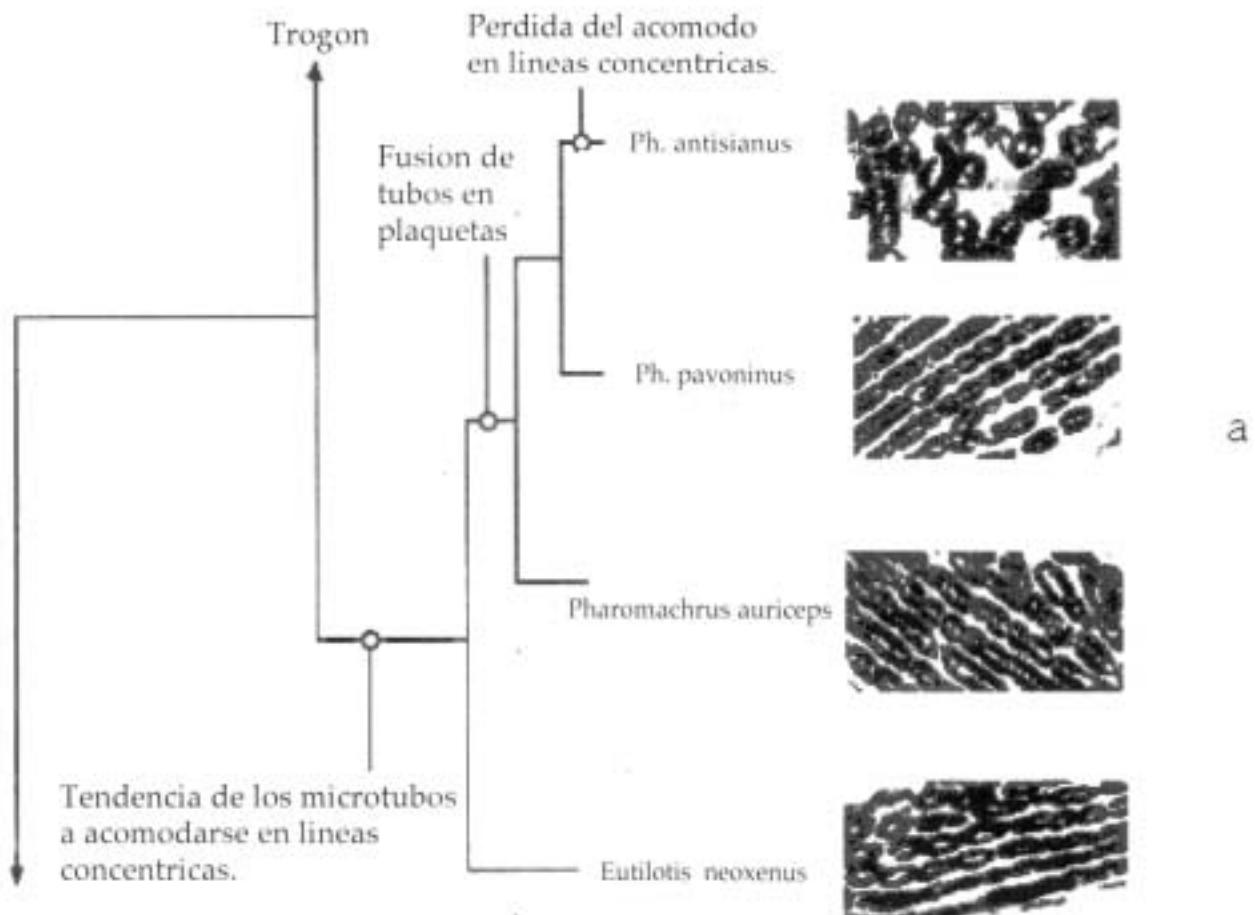 Trogon
Perdida del acomodo
en lineas concentricas.
Ph. antisianus
Fusion de
tubos en
plaquetas
Ph. pavoninus
a
Pharomachrus auriceps
Tendencia de los microtubos
a acomodarse en lineas
concentricas.
Eutilotis neoxenus